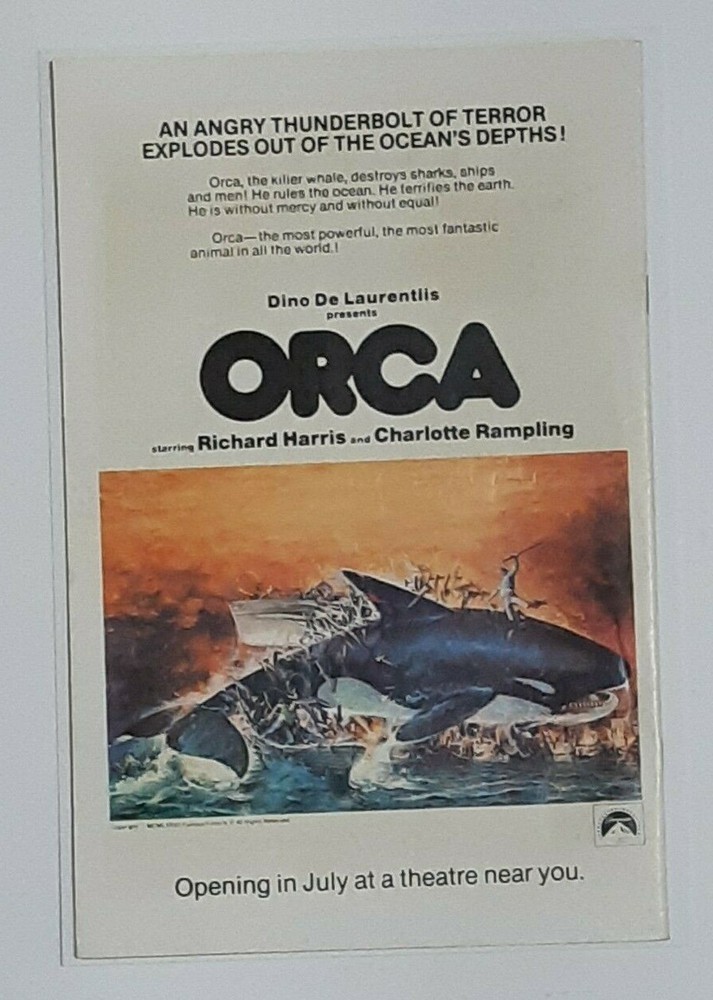 AN ANGRY THUNDERBOLT OF TERROR
EXPLODES OUT OF THE OCEAN'S DEPTHS!
Orca, the killer whale, destroys sharks, ships
and men! He rules the ocean. He terrifies the earth.
He is without mercy and without equal!
Orca—the most powerful, the most fantastic
animal in all the world.!
Dino De Laurentiis
presents
ORCA
starring Richard Harris and Charlotte Rampling
Opening in July at a theatre near you.